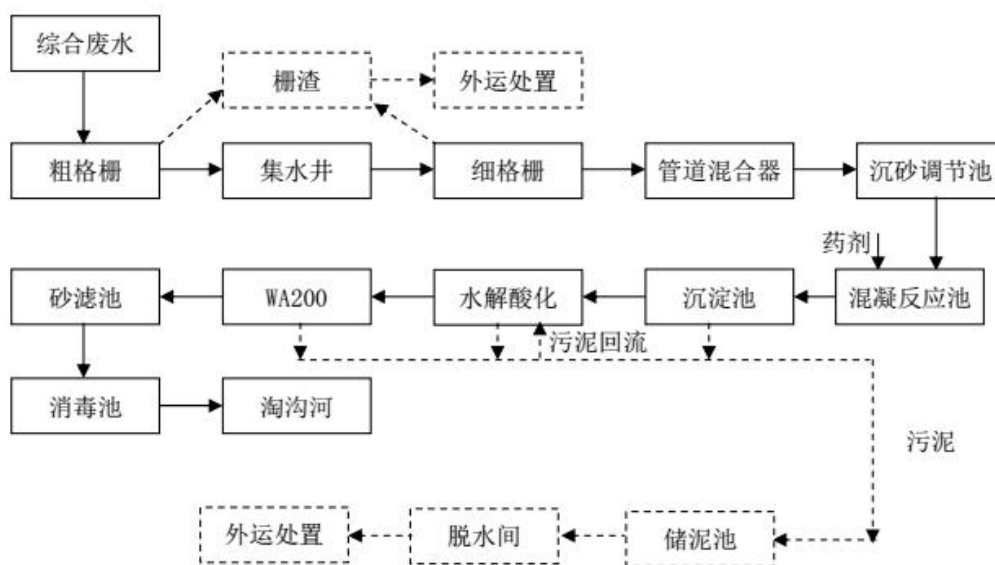 综合废水
栅渣
外运处置
粗格栅
集水井
细格栅
管道混合器
沉砂调节池
药剂
砂滤池
WA200
水解酸化
沉淀池
混凝反应池
污泥回流
消毒池
淘沟河
污泥
外运处置
脱水间
储泥池